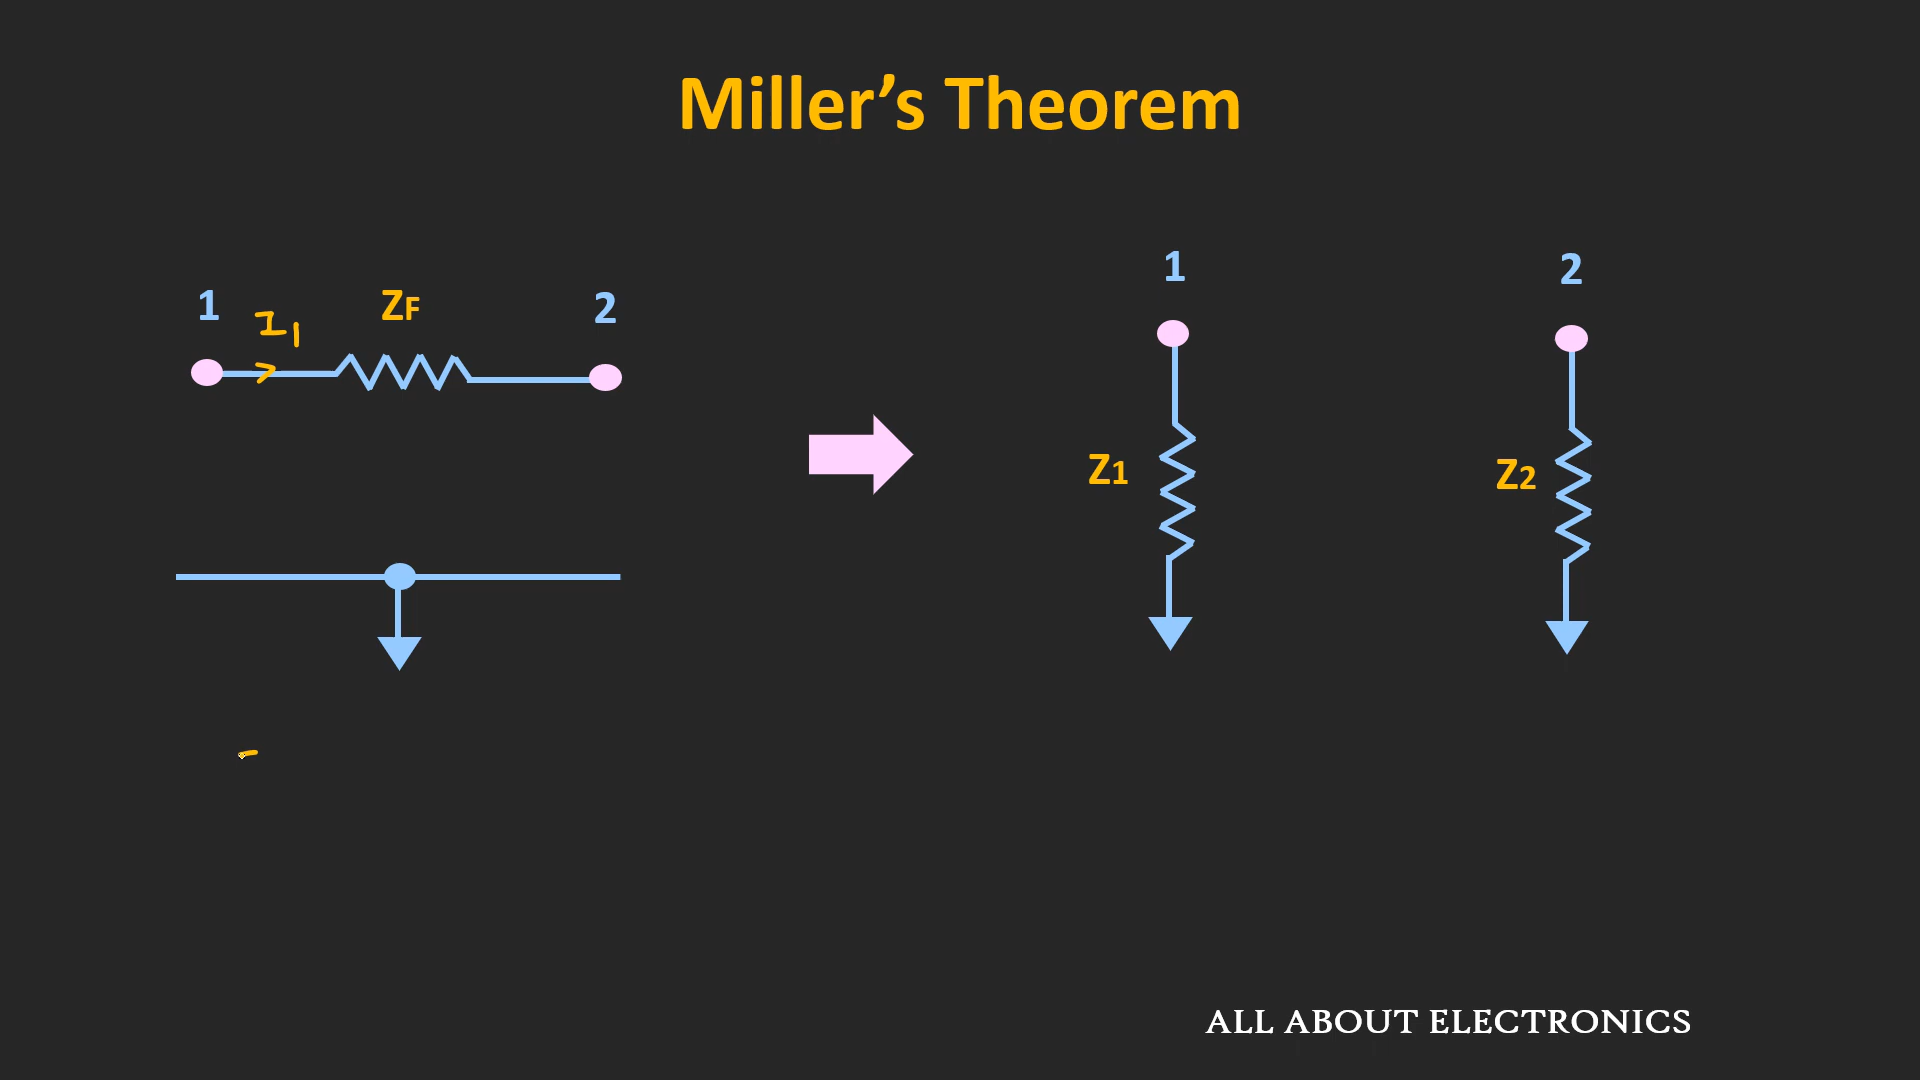 Miller's Theorem
1
I1
ZF
2
1
2
Z1
Z2
ALL ABOUT ELECTRONICS